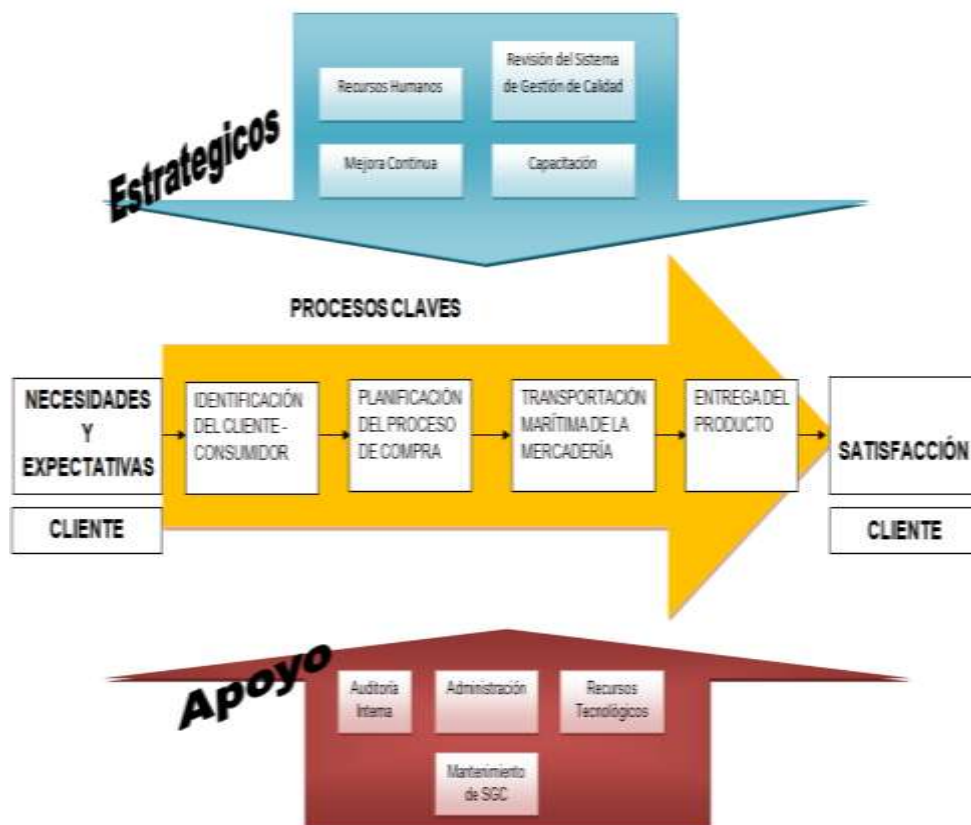 Estrategicos
Recursos Humanos
Revisión del Sistema
de Gestión de Calidad
Mejora Continua
Capacitación
PROCESOS CLAVES
NECESIDADES
Y
EXPECTATIVAS
CLIENTE
IDENTIFICACIÓN
DEL CLIENTE -
CONSUMIDOR
PLANIFICACIÓN
DEL PROCESO
DE COMPRA
TRANSPORTACIÓN
MARÍTIMA DE LA
MERCADERÍA
ENTREGA DEL
PRODUCTO
SATISFACCIÓN
CLIENTE
Apoyo
Auditoría
Interna
Administración
Recursos
Tecnológicos
Mantenimiento
de SGC